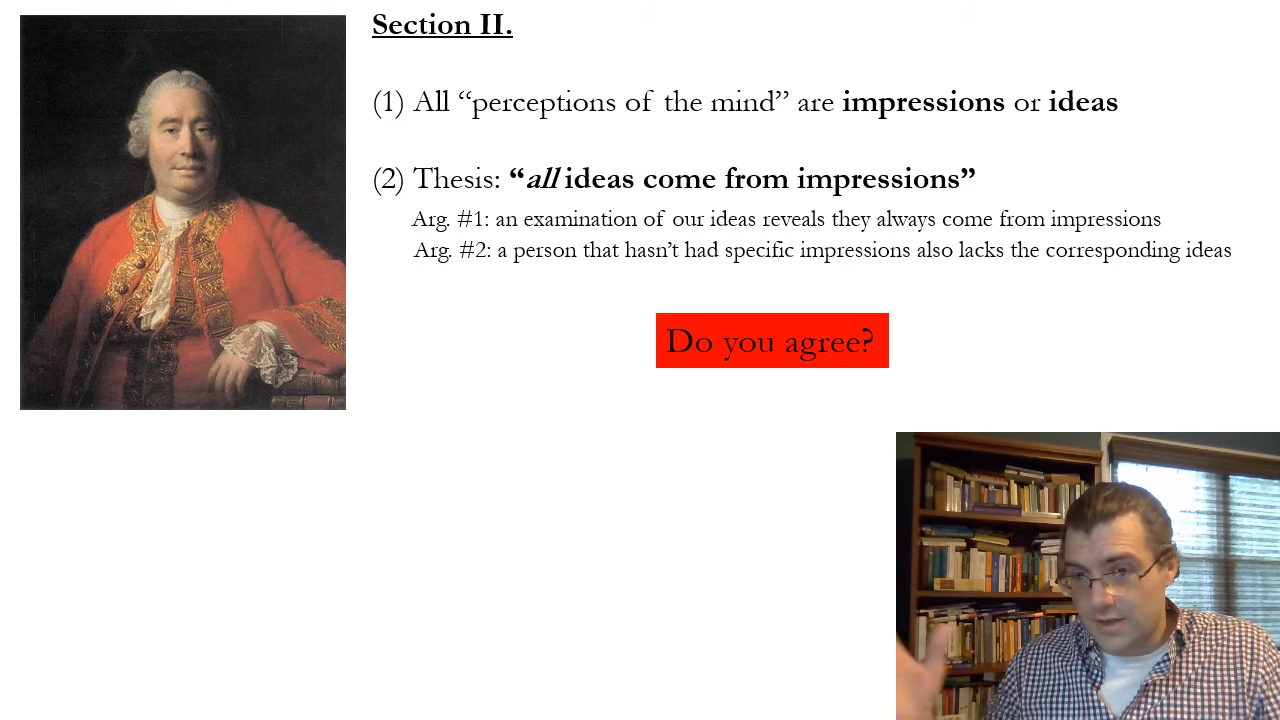 Section II.
(1) All “perceptions of the mind” are impressions or ideas
(2) Thesis: “all ideas come from impressions”
Arg. #1: an examination of our ideas reveals they always come from impressions
Arg. #2: a person that hasn’t had specific impressions also lacks the corresponding ideas
Do you agree?